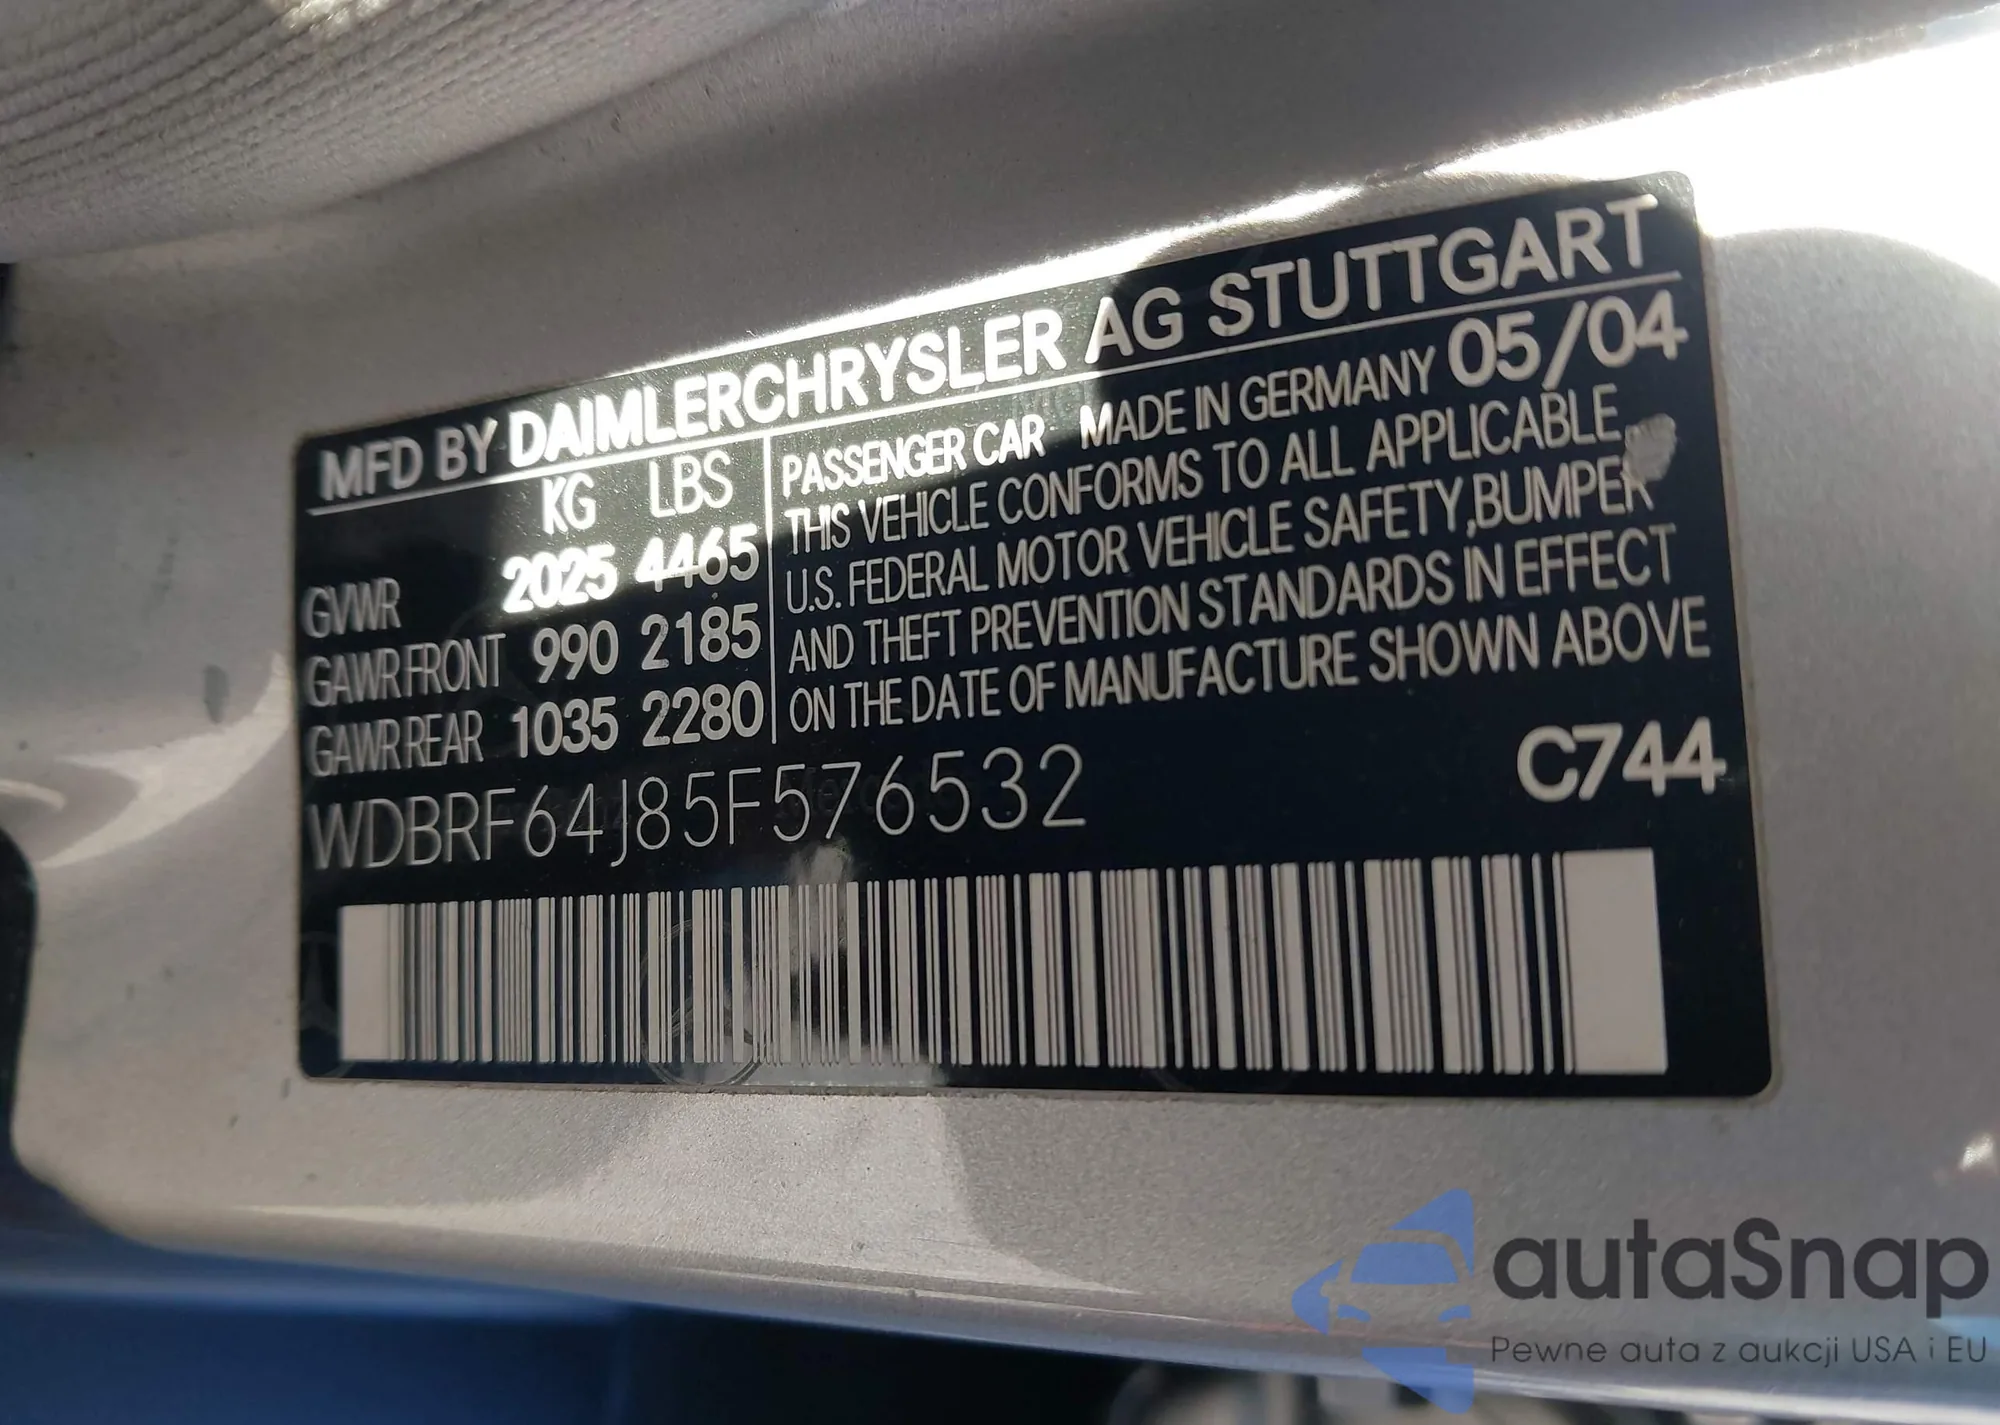 MFD BY DAIMLERCHRYSLER AG STUTTGART
KG LBS
GVWR 2025 4465
GAWR FRONT 990 2185
GAWR REAR 1035 2280
PASSENGER CAR MADE IN GERMANY 05/04
THIS VEHICLE CONFORMS TO ALL APPLICABLE
U.S. FEDERAL MOTOR VEHICLE SAFETY,BUMPER
AND THEFT PREVENTION STANDARDS IN EFFECT
ON THE DATE OF MANUFACTURE SHOWN ABOVE
WDBRF64J85F576532
C744
autaSnap
Pewne auta z aukcji USA i EU